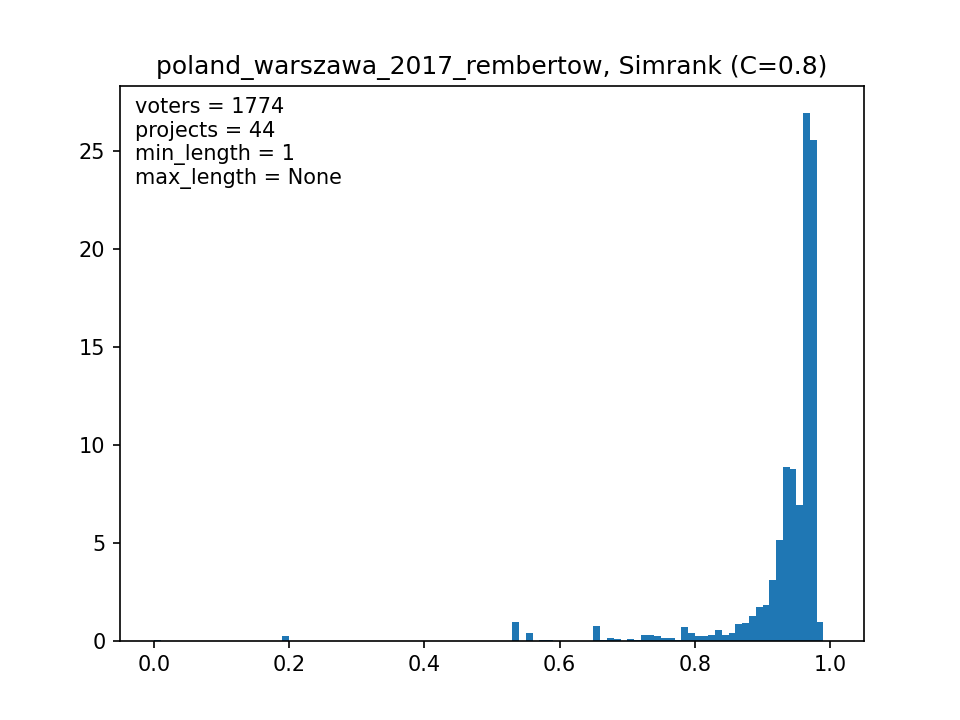 poland_warszawa_2017_rembertow, Simrank (C=0.8)
voters = 1774
projects = 44
min_length = 1
max_length = None
25
20
15
10
5
0
0.0 0.2 0.4 0.6 0.8 1.0